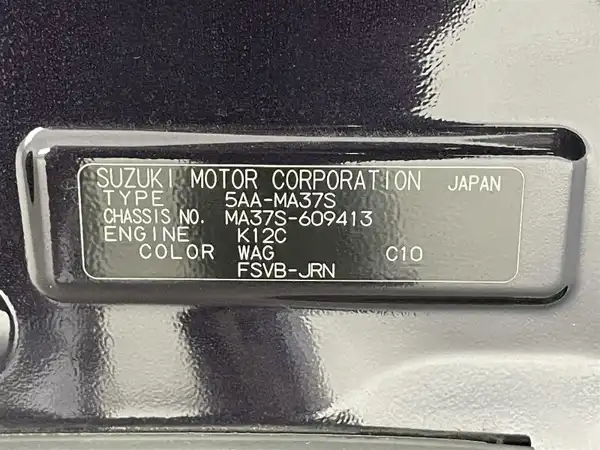 SUZUKI MOTOR CORPORATION JAPAN
TYPE 5AA-MA37S
CHASSIS NO. MA37S-609413
ENGINE K12C
COLOR WAG C10
FSVB-JRN